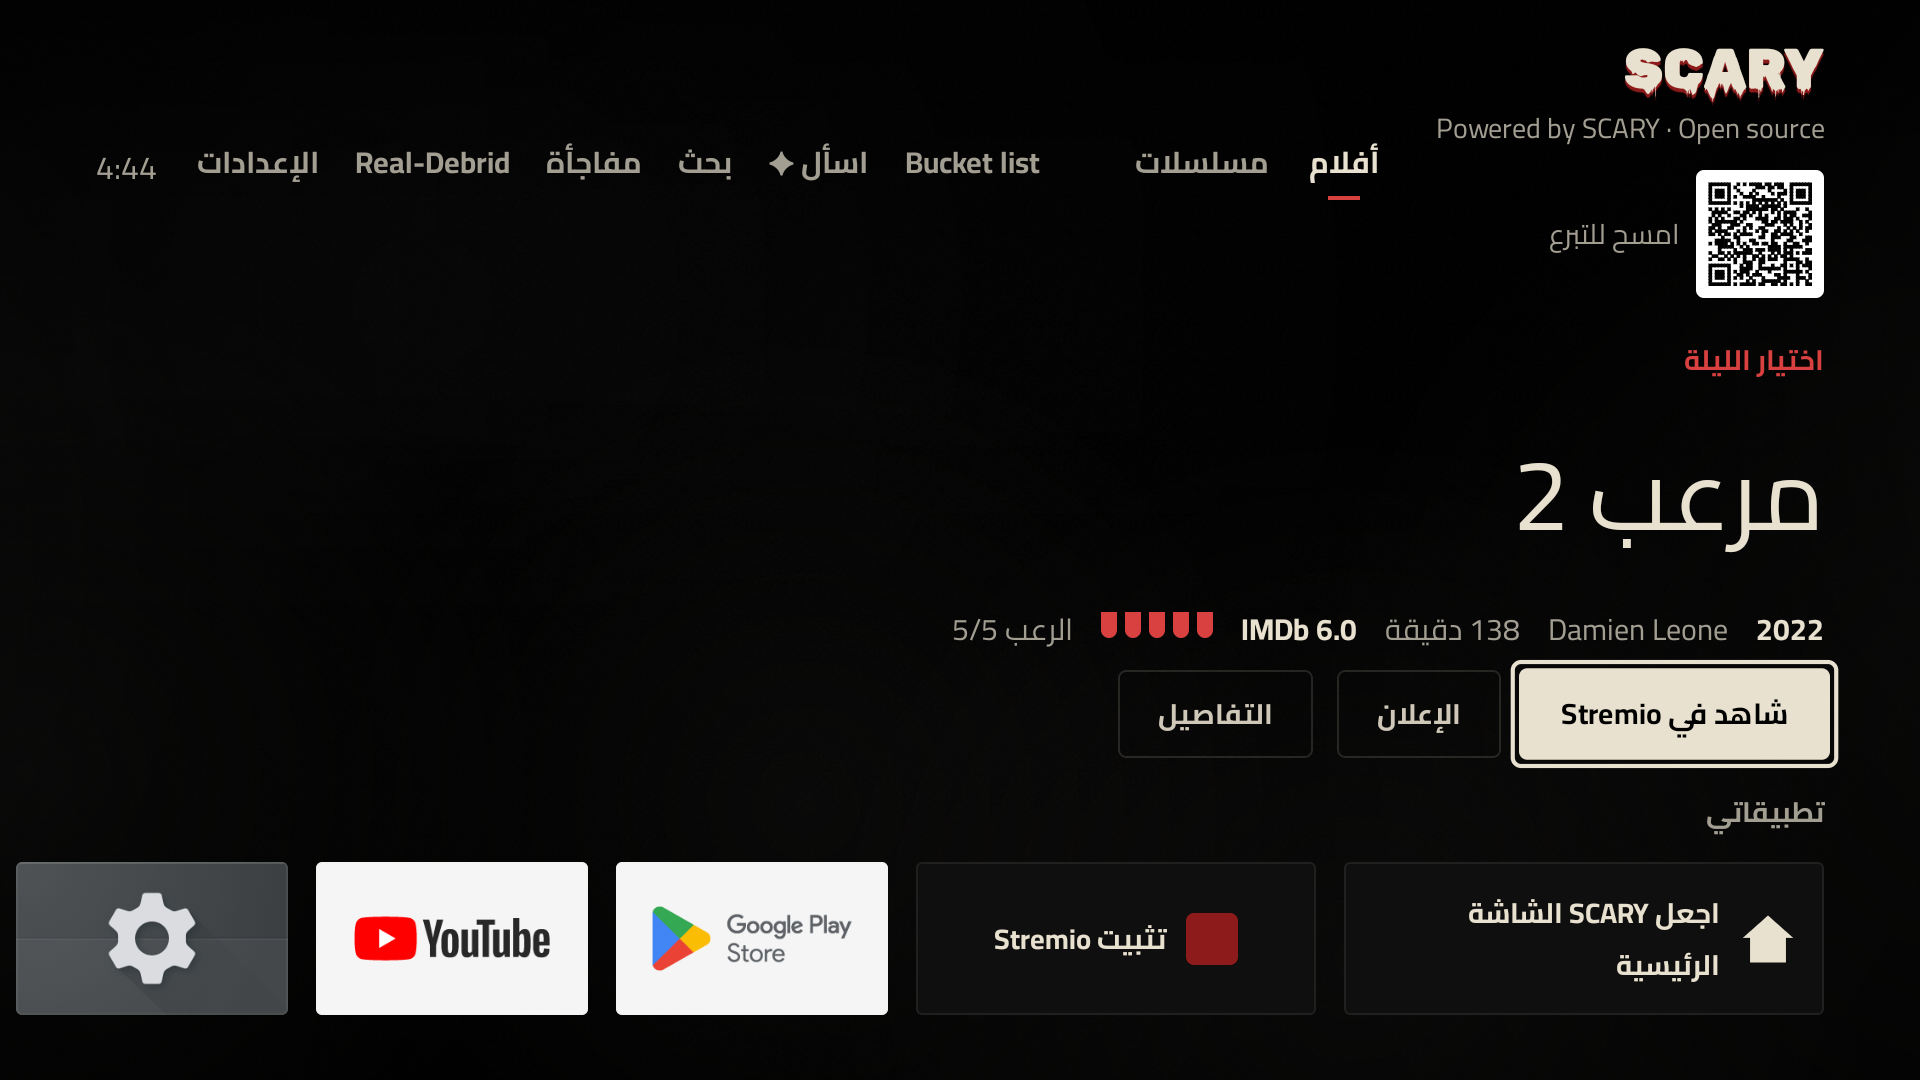 SCARY
Powered by SCARY · Open source
أفلام
مسلسلات
Bucket list
اسأل ✦
بحث
مفاجأة
Real-Debrid
الإعدادات
4:44
امسح للتبرع
اختيار الليلة
مرعب 2
2022 Damien Leone 138 دقيقة IMDb 6.0 الرعب 5/5
شاهد في Stremio
الإعلان
التفاصيل
تطبيقاتي
اجعل SCARY الشاشة
الرئيسية
تثبيت Stremio
Google Play
Store
YouTube